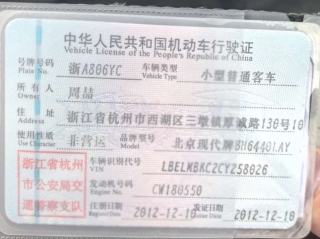 中华人民共和国机动车行驶证
Vehicle License of the People's Republic of China
号牌号码 浙A806YC 车辆类型 小型普通客车
Plate No. Vehicle Type
所有人 周喆
Owner
住址 浙江省杭州市西湖区三墩镇厚诚路130号10
Address
使用性质 非营运 品牌型号 北京现代牌BH6440LAY
Use Character Model
浙江省杭州市公安局交通警察支队
车辆识别代号 LBELMBKC2CY258026
VIN
发动机号码 CW180550
Engine No.
注册日期 2012-12-10 发证日期 2012-12-10
Register Date Issue Date